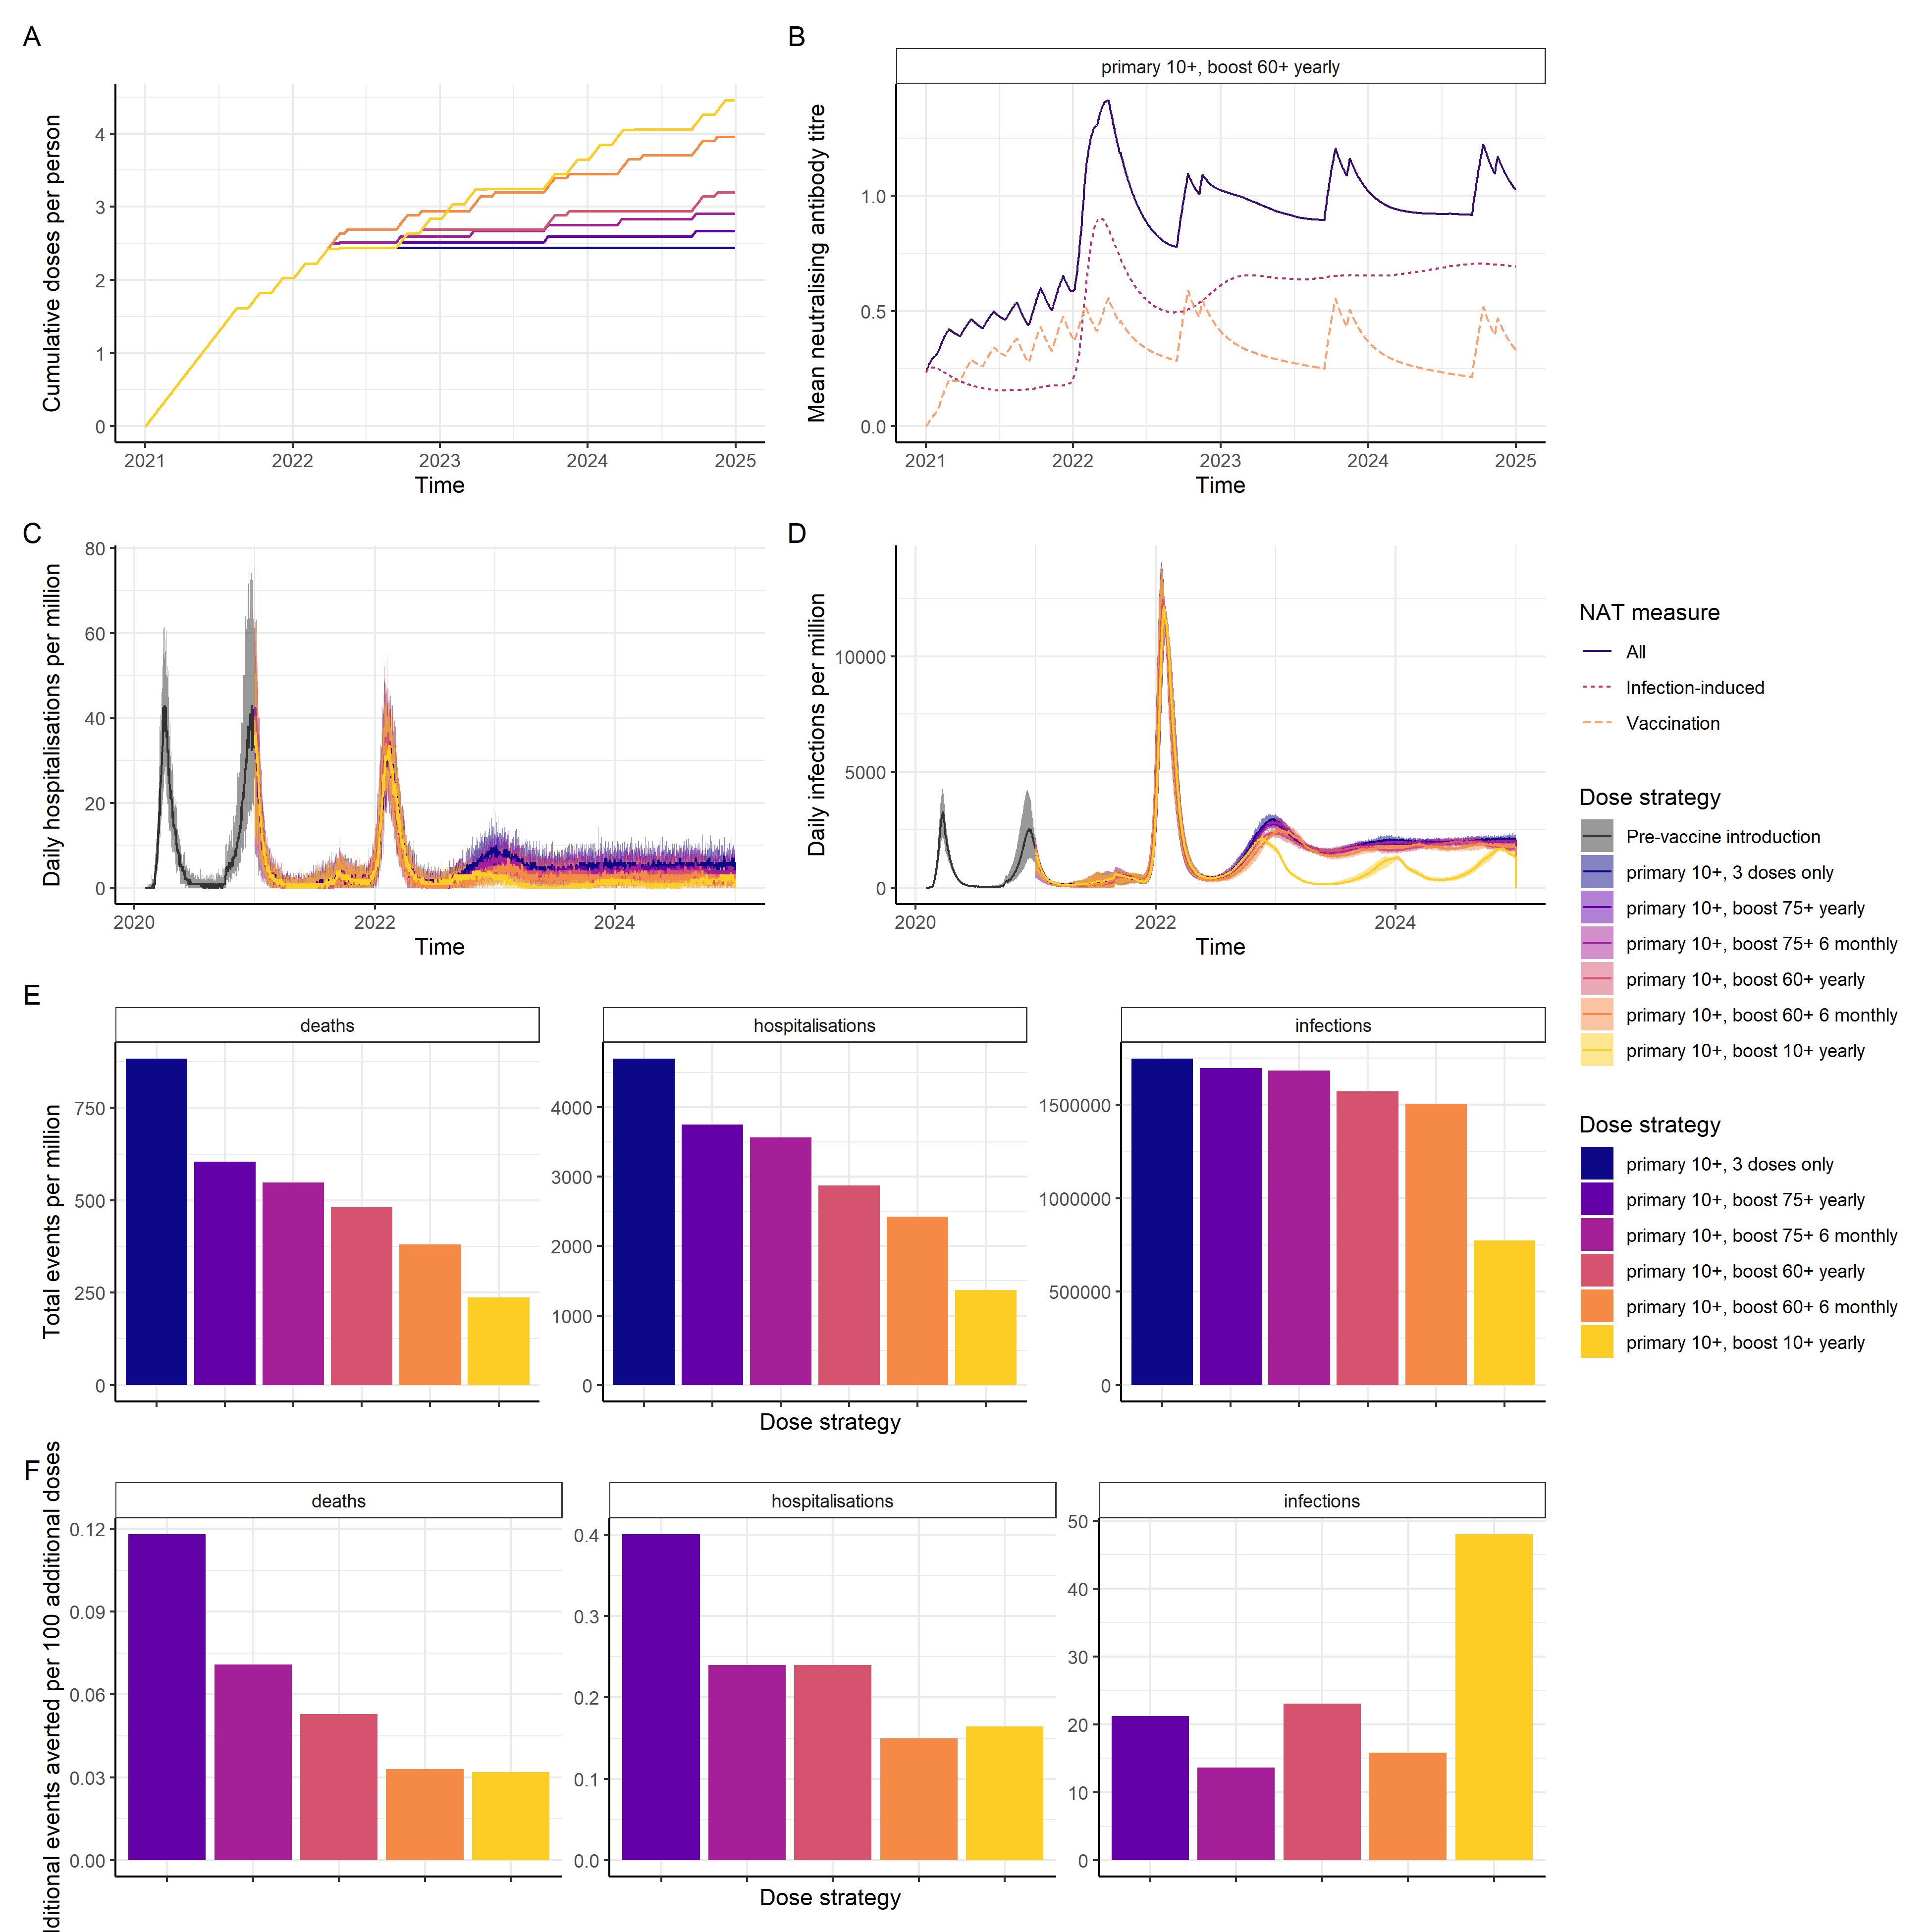 A
Cumulative doses per person
4
3
2
1
0
2021 2022 2023 2024 2025
Time
B
primary 10+, boost 60+ yearly
Mean neutralising antibody titre
1.0
0.5
0.0
2021 2022 2023 2024 2025
Time
C
Daily hospitalisations per million
80
60
40
20
0
2020 2022 2024
Time
D
Daily infections per million
10000
5000
0
2020 2022 2024
Time
NAT measure
All
Infection-induced
Vaccination
Dose strategy
Pre-vaccine introduction
primary 10+, 3 doses only
primary 10+, boost 75+ yearly
primary 10+, boost 75+ 6 monthly
primary 10+, boost 60+ yearly
primary 10+, boost 60+ 6 monthly
primary 10+, boost 10+ yearly
Dose strategy
primary 10+, 3 doses only
primary 10+, boost 75+ yearly
primary 10+, boost 75+ 6 monthly
primary 10+, boost 60+ yearly
primary 10+, boost 60+ 6 monthly
primary 10+, boost 10+ yearly
E
Total events per million
deaths
750
500
250
0
hospitalisations
4000
3000
2000
1000
0
infections
1500000
1000000
500000
0
Dose strategy
F
dditional events averted per 100 additional doses
deaths
0.12
0.09
0.06
0.03
0.00
hospitalisations
0.4
0.3
0.2
0.1
0.0
infections
50
40
30
20
10
0
Dose strategy